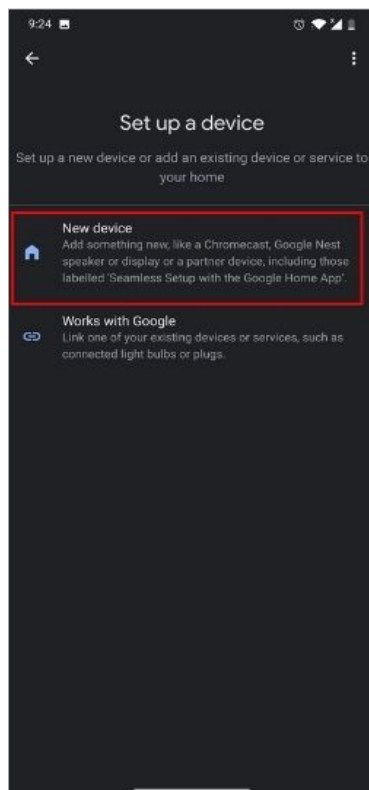 9:24
Set up a device
Set up a new device or add an existing device or service to
your home
New device
Add something new, like a Chromecast, Google Nest
speaker or display or a partner device, including those
labelled 'Seamless Setup with the Google Home App'.
Works with Google
Link one of your existing devices or services, such as
connected light bulbs or plugs.